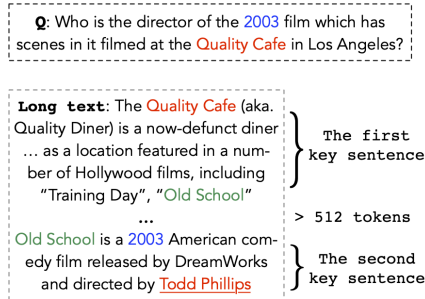 Q: Who is the director of the 2003 film which has
scenes in it filmed at the Quality Cafe in Los Angeles?
Long text: The Quality Cafe (aka.
Quality Diner) is a now-defunct diner
… as a location featured in a num-
ber of Hollywood films, including
“Training Day”, “Old School”
…
Old School is a 2003 American com-
edy film released by DreamWorks
and directed by Todd Phillips
The first
key sentence
> 512 tokens
The second
key sentence